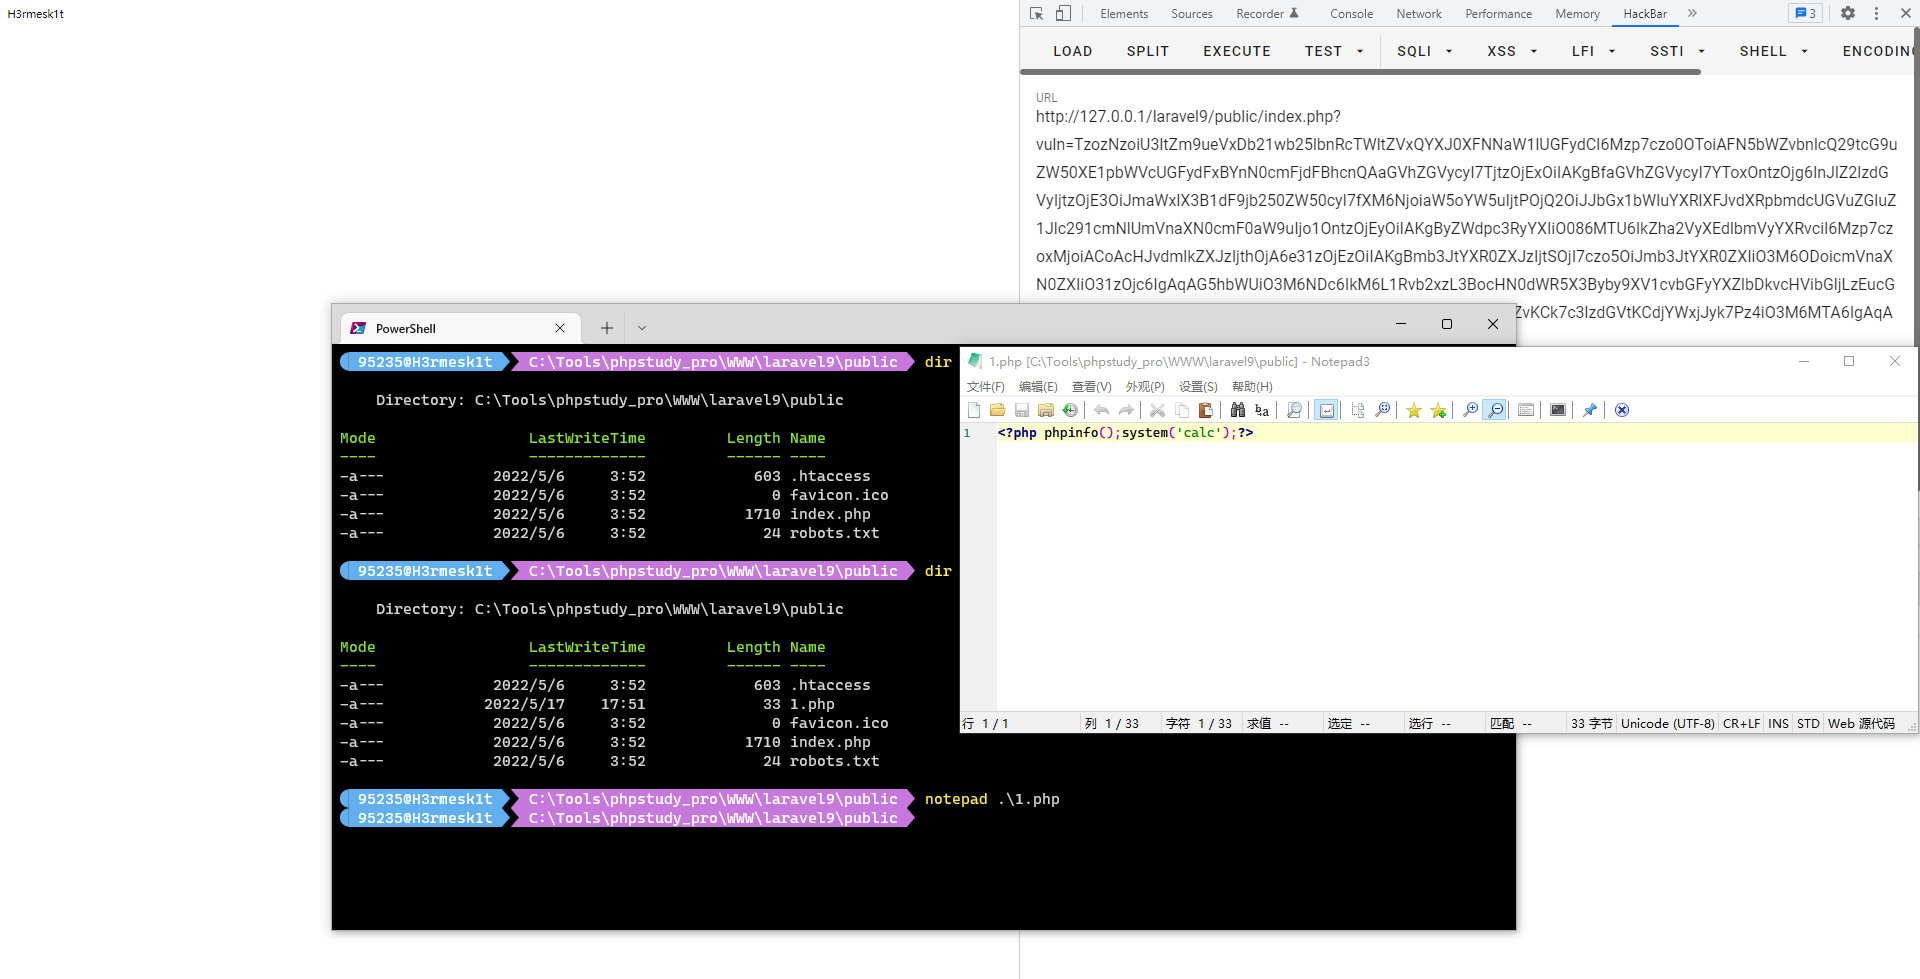 H3rmesk1t
Elements Sources Recorder Console Network Performance Memory HackBar 3
LOAD SPLIT EXECUTE TEST SQLI XSS LFI SSTI SHELL ENCODING
URL
http://127.0.0.1/laravel9/public/index.php?
PowerShell
95235@H3rmesk1t C:\Tools\phpstudy_pro\WWW\laravel9\public dir
Directory: C:\Tools\phpstudy_pro\WWW\laravel9\public
Mode LastWriteTime Length Name
---- ------------- ------ ----
-a--- 2022/5/6 3:52 603 .htaccess
-a--- 2022/5/6 3:52 0 favicon.ico
-a--- 2022/5/6 3:52 1710 index.php
-a--- 2022/5/6 3:52 24 robots.txt
95235@H3rmesk1t C:\Tools\phpstudy_pro\WWW\laravel9\public dir
Directory: C:\Tools\phpstudy_pro\WWW\laravel9\public
Mode LastWriteTime Length Name
---- ------------- ------ ----
-a--- 2022/5/6 3:52 603 .htaccess
-a--- 2022/5/17 17:51 33 1.php
-a--- 2022/5/6 3:52 0 favicon.ico
-a--- 2022/5/6 3:52 1710 index.php
-a--- 2022/5/6 3:52 24 robots.txt
95235@H3rmesk1t C:\Tools\phpstudy_pro\WWW\laravel9\public notepad .\1.php
95235@H3rmesk1t C:\Tools\phpstudy_pro\WWW\laravel9\public
1.php [C:\Tools\phpstudy_pro\WWW\laravel9\public] - Notepad3
文件(F) 编辑(E) 查看(V) 外观(P) 设置(S) 帮助(H)
1 <?php phpinfo();system('calc');?>
行 1 / 1 列 1 / 33 字符 1 / 33 求值 -- 选定 -- 选行 -- 匹配 -- 33 字节 Unicode (UTF-8) CR+LF INS STD Web 源代码